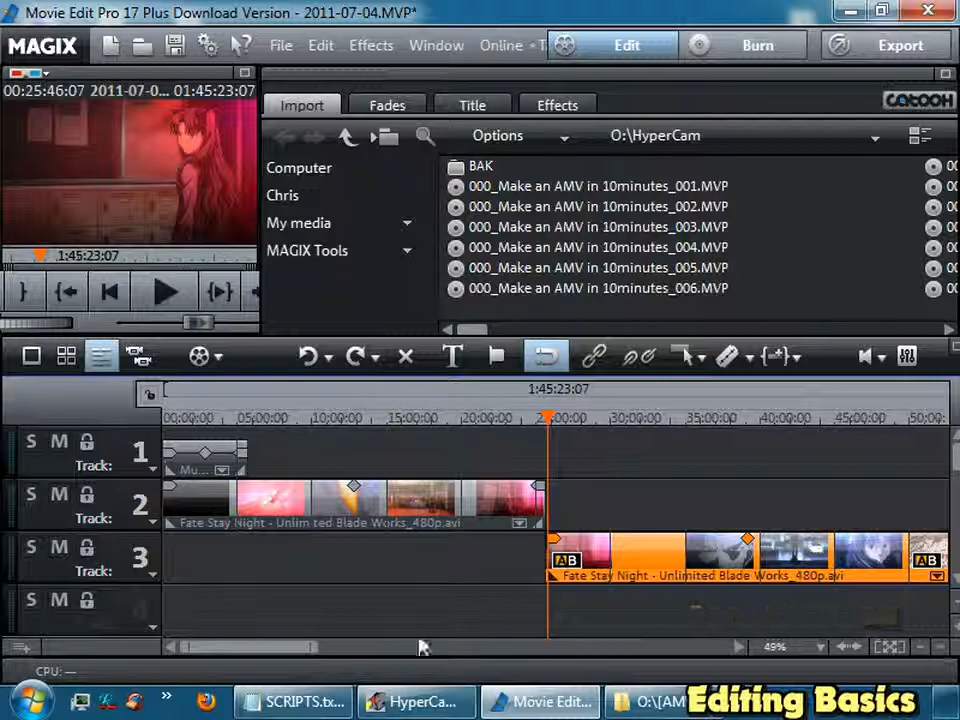 Movie Edit Pro 17 Plus Download Version - 2011-07-04.MVP*
MAGIX File Edit Effects Window Online Edit Burn Export
00:25:46:07 2011-07-0... 01:45:23:07
Import Fades Title Effects CATOOH
Options O:\HyperCam
Computer
Chris
My media
MAGIX Tools
BAK
000_Make an AMV in 10minutes_001.MVP
000_Make an AMV in 10minutes_002.MVP
000_Make an AMV in 10minutes_003.MVP
000_Make an AMV in 10minutes_004.MVP
000_Make an AMV in 10minutes_005.MVP
000_Make an AMV in 10minutes_006.MVP
1:45:23:07
1:45:23:07
00:00:00 05:00:00 10:00:00 15:00:00 20:00:00 30:00:00 35:00:00 40:00:00 45:00:00 50:00:
S M
Track: 1
Mu...
S M
Track: 2
Fate Stay Night - Unlimited Blade Works_480p.avi
S M
Track: 3
AB AB
Fate Stay Night - Unlimited Blade Works_480p.avi
S M
49%
CPU: —
SCRIPTS.tx... HyperCa... Movie Edit... O:\[AM
Editing Basics